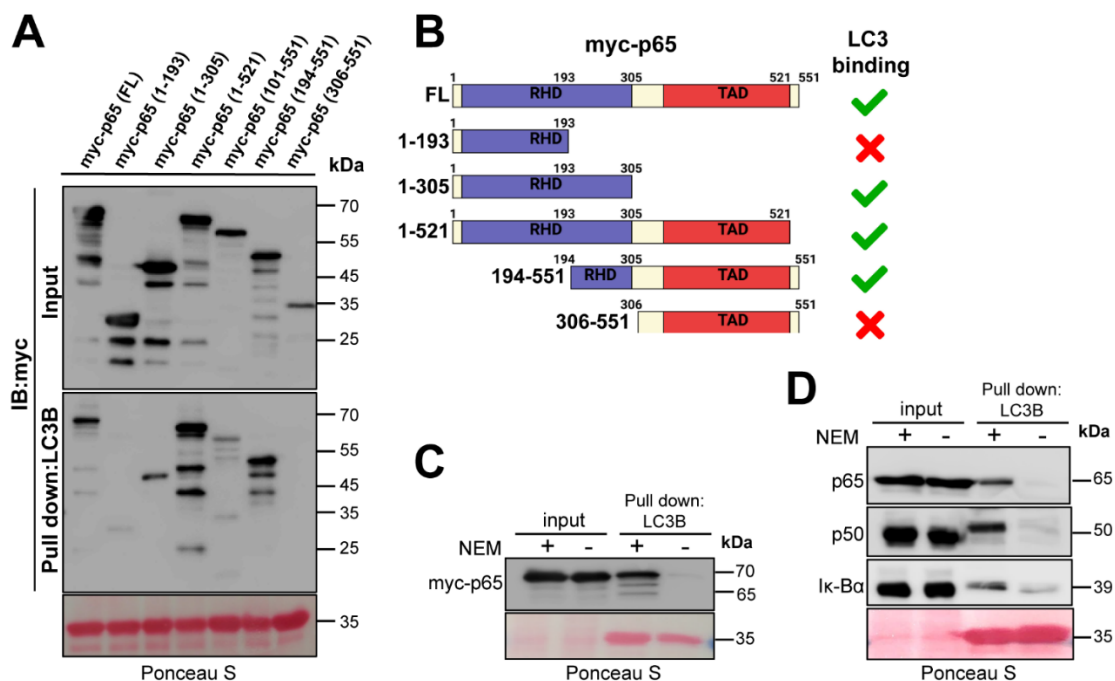 A
myc-p65 (FL)
myc-p65 (1-193)
myc-p65 (1-305)
myc-p65 (1-521)
myc-p65 (101-551)
myc-p65 (194-551)
myc-p65 (306-551)
kDa
IB:myc
Input
70
55
45
35
25
Pull down:LC3B
70
55
45
35
25
35
Ponceau S
B
myc-p65
LC3
binding
1 193 305 521 551
FL RHD TAD
1 193
1-193 RHD
1 305
1-305 RHD
1 193 305 521
1-521 RHD TAD
194 305 551
194-551 RHD TAD
306 551
306-551 TAD
C
input
Pull down:
LC3B
NEM + - + - kDa
myc-p65
70
65
35
Ponceau S
D
input
Pull down:
LC3B
NEM + - + - kDa
p65 65
p50 50
Iκ-Bα 39
35
Ponceau S